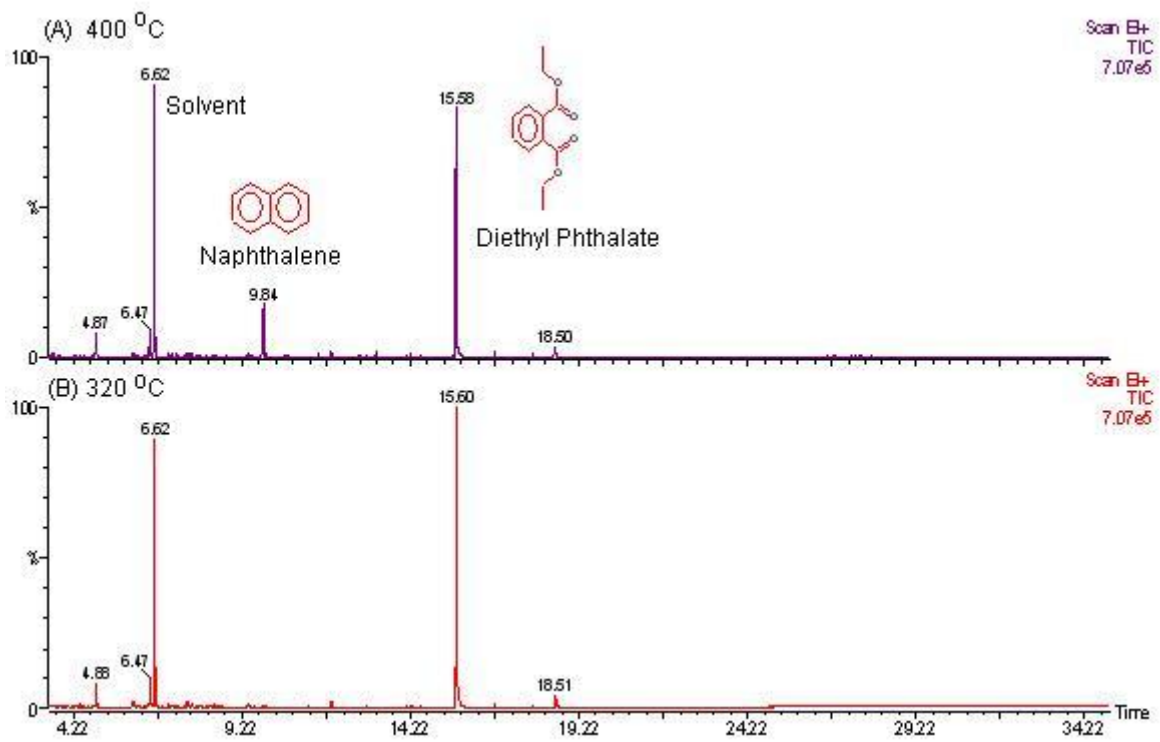 (A) 400 ⁰C
Scan EI+
TIC
7.07e5
100
6.62
Solvent
15.58
O
O
O
O
%
Naphthalene
Diethyl Phthalate
9.84
4.87
6.47
18.50
0
(B) 320 ⁰C
Scan EI+
TIC
7.07e5
100
6.62
15.60
%
4.88
6.47
18.51
0
4.22 9.22 14.22 19.22 24.22 29.22 34.22 Time